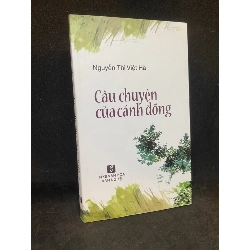 Nguyễn Thị Việt Hà
Câu chuyện
của cánh đồng